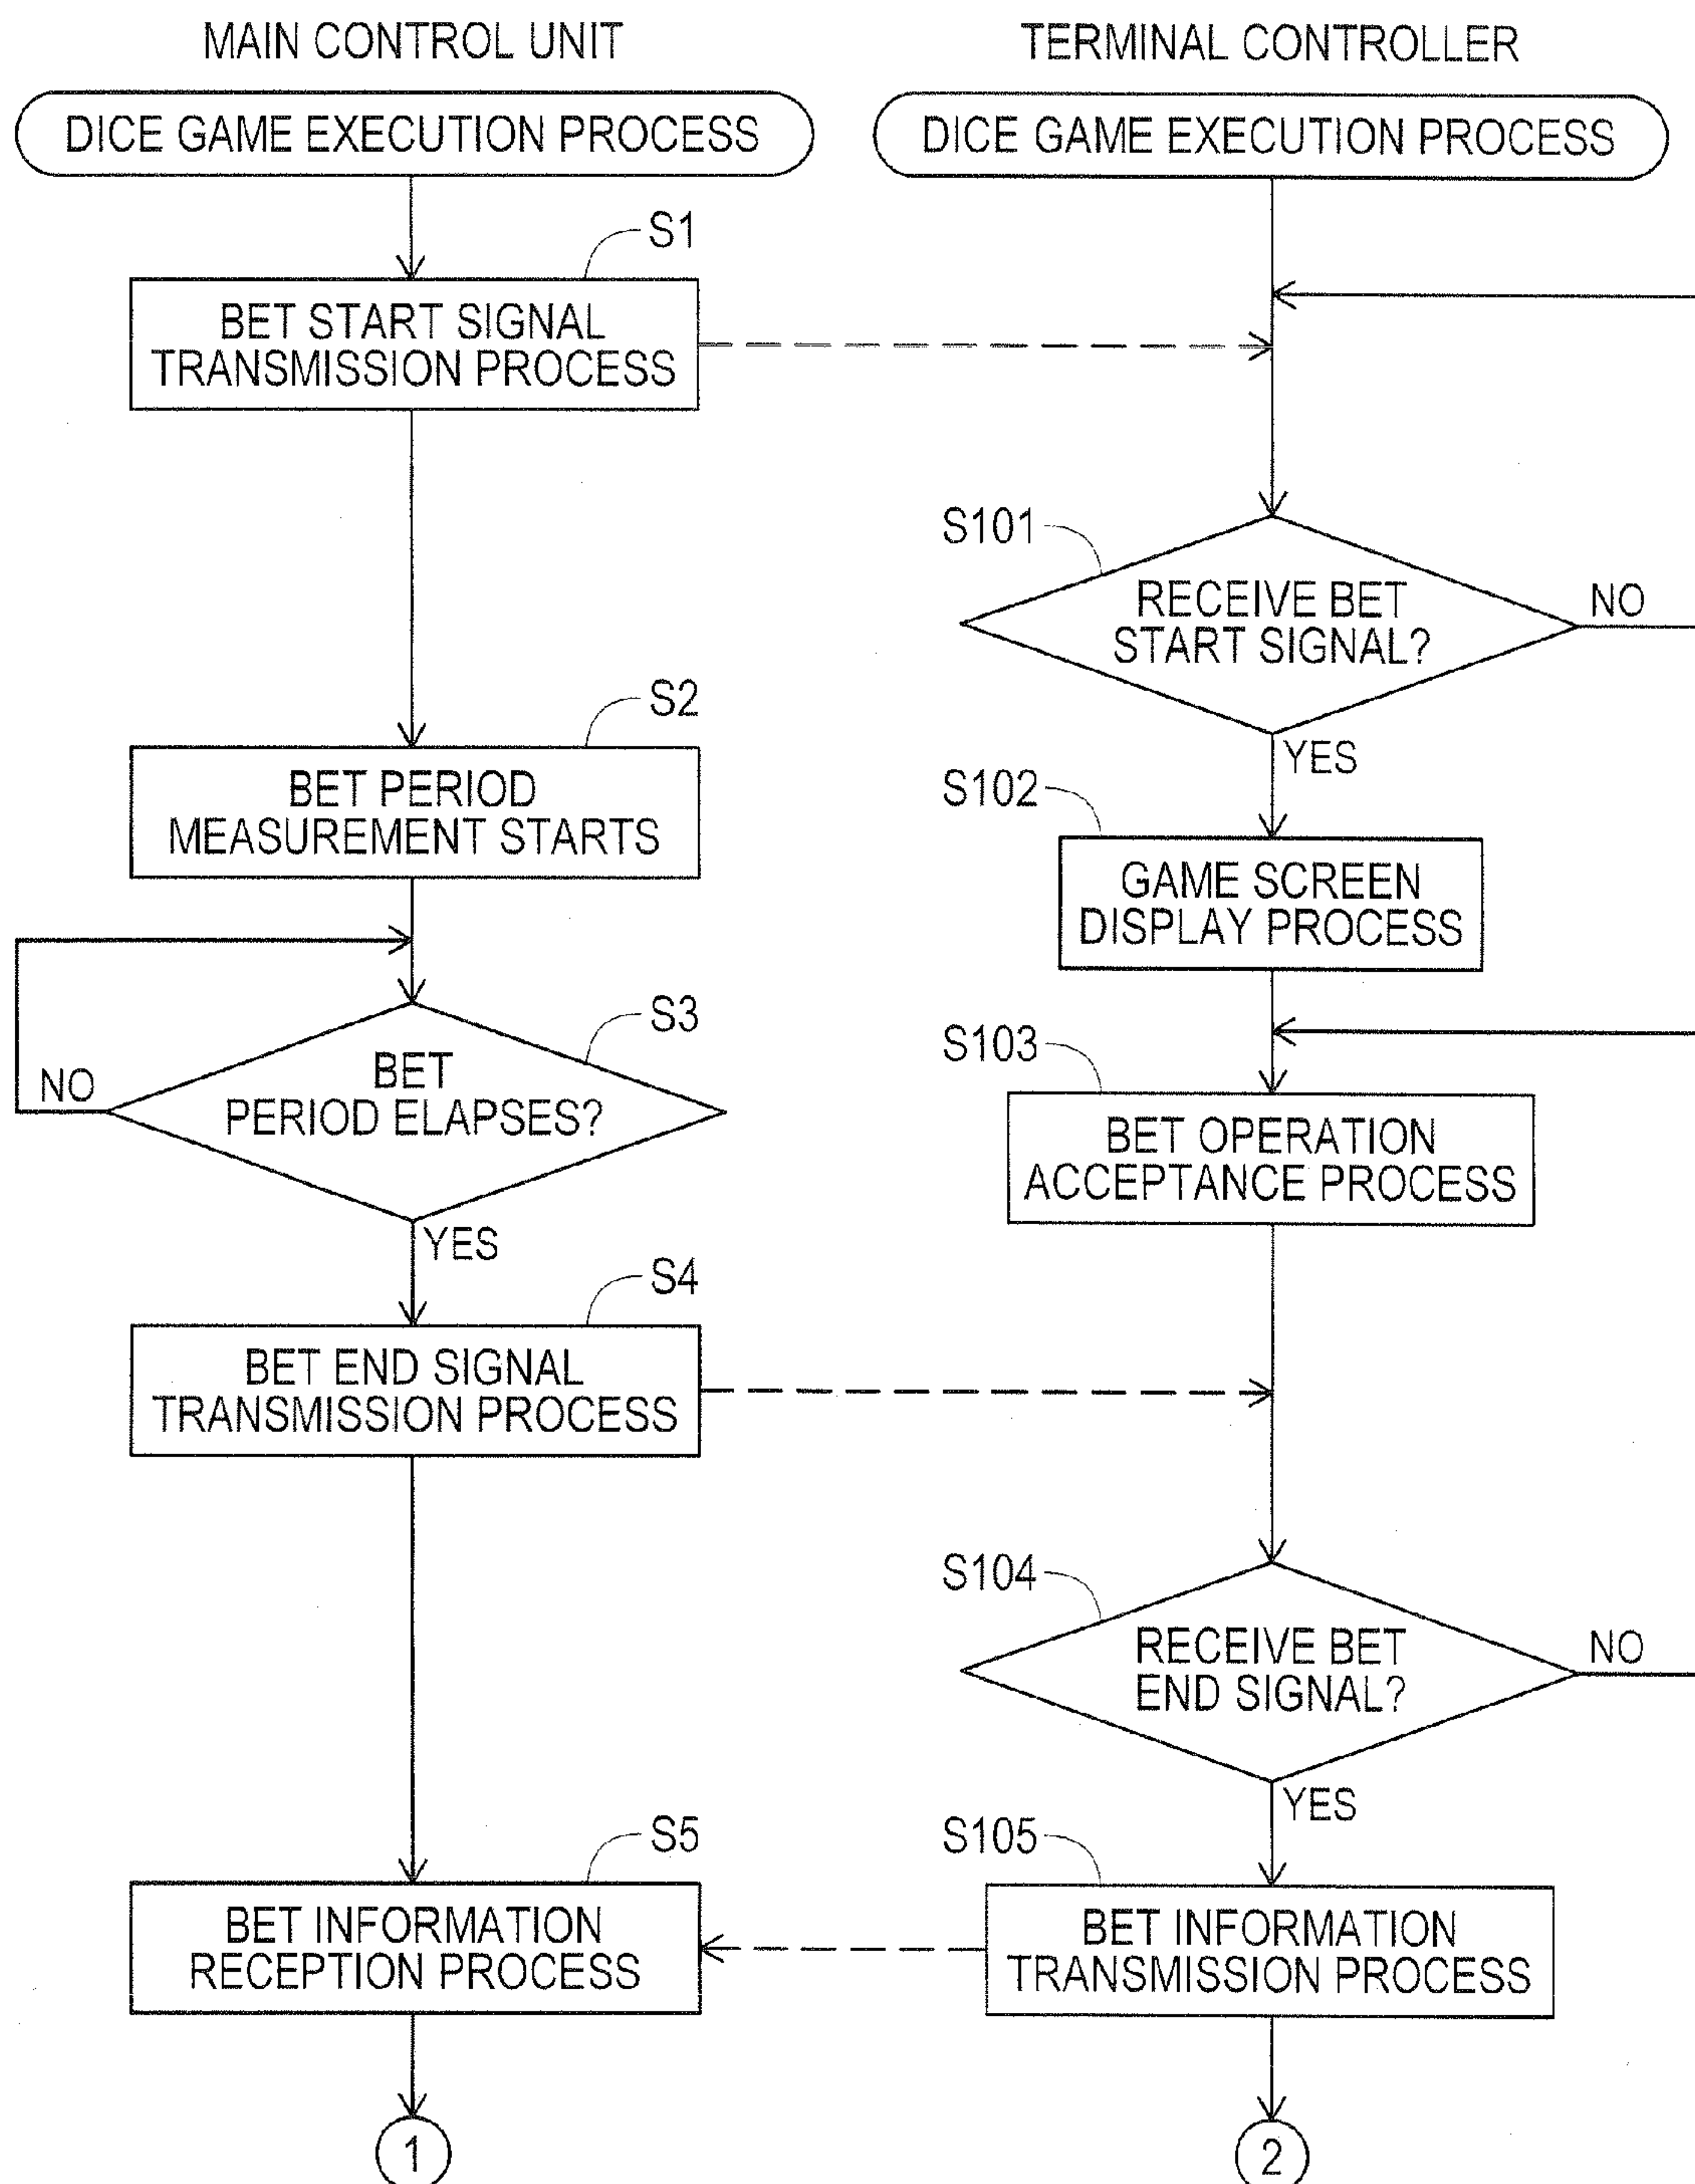 MAIN CONTROL UNIT
DICE GAME EXECUTION PROCESS
S1
BET START SIGNAL
TRANSMISSION PROCESS
S2
BET PERIOD
MEASUREMENT STARTS
S3
BET
PERIOD ELAPSES?
NO
YES
S4
BET END SIGNAL
TRANSMISSION PROCESS
S5
BET INFORMATION
RECEPTION PROCESS
1
TERMINAL CONTROLLER
DICE GAME EXECUTION PROCESS
S101
RECEIVE BET
START SIGNAL?
NO
YES
S102
GAME SCREEN
DISPLAY PROCESS
S103
BET OPERATION
ACCEPTANCE PROCESS
S104
RECEIVE BET
END SIGNAL?
NO
YES
S105
BET INFORMATION
TRANSMISSION PROCESS
2